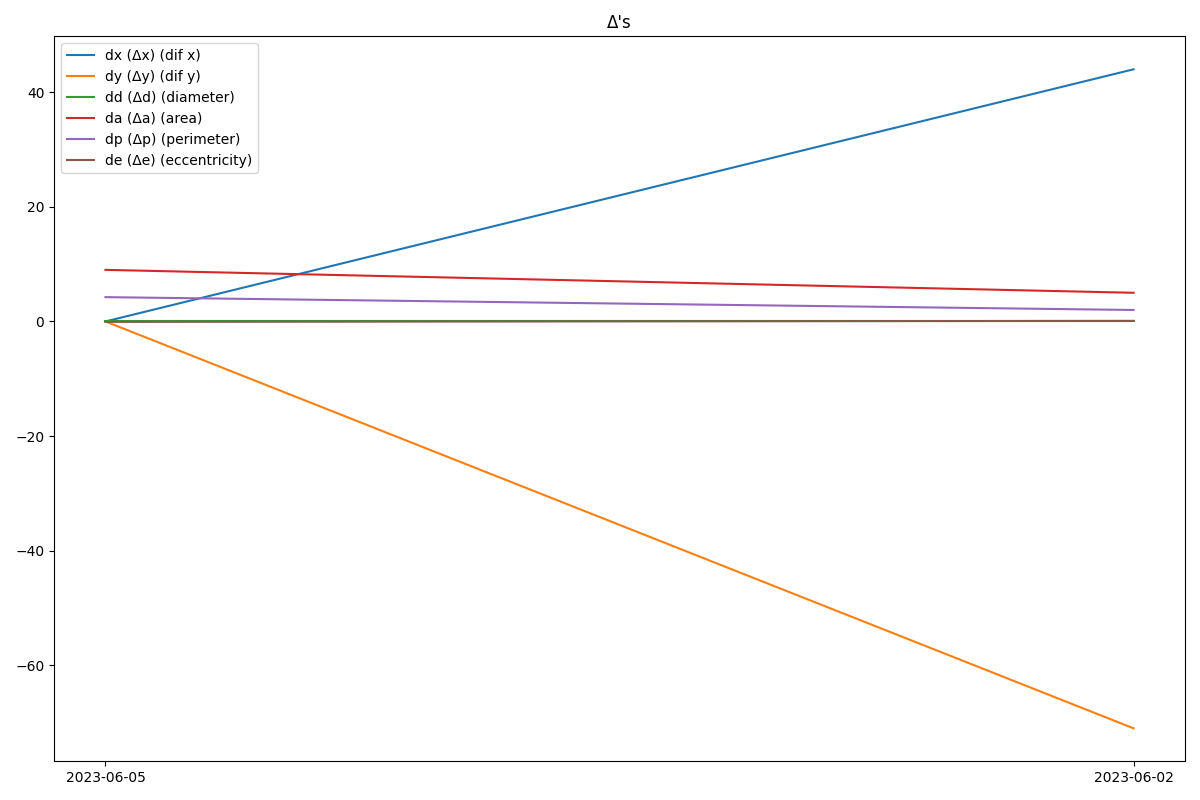 Δ's
dx (Δx) (dif x)
dy (Δy) (dif y)
dd (Δd) (diameter)
da (Δa) (area)
dp (Δp) (perimeter)
de (Δe) (eccentricity)
40
20
0
−20
−40
−60
2023-06-05 2023-06-02